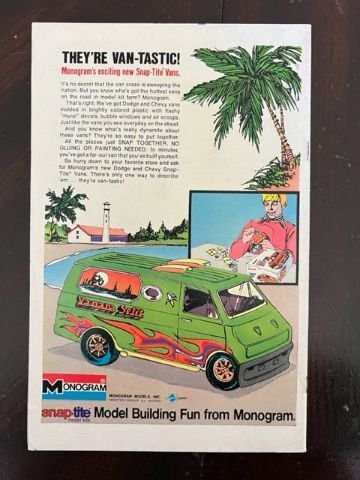 THEY'RE VAN-TASTIC!
Monogram's exciting new Snap-Tite® Vans.
It's no secret that the van craze is sweeping the
nation. But you know who's got the hottest vans
on the road in model kit form? Monogram.
That's right. We've got Dodge and Chevy vans
molded in brightly colored plastic with flashy
"mural" decals, bubble windows and air scoops.
Just like the vans you see everyday on the street.
And you know what's really dynamite about
these vans? They're so easy to put together.
All the pieces just SNAP TOGETHER. NO
GLUING OR PAINTING NEEDED. In minutes,
you've got a far-out van that you've built yourself.
So hurry down to your favorite store and ask
for Monogram's new Dodge and Chevy Snap-
Tite® Vans. There's only one way to describe
'em . . . they're van-tastic!
MONOGRAM
MONOGRAM MODELS, INC.
snap-tite
model kits
Model Building Fun from Monogram.